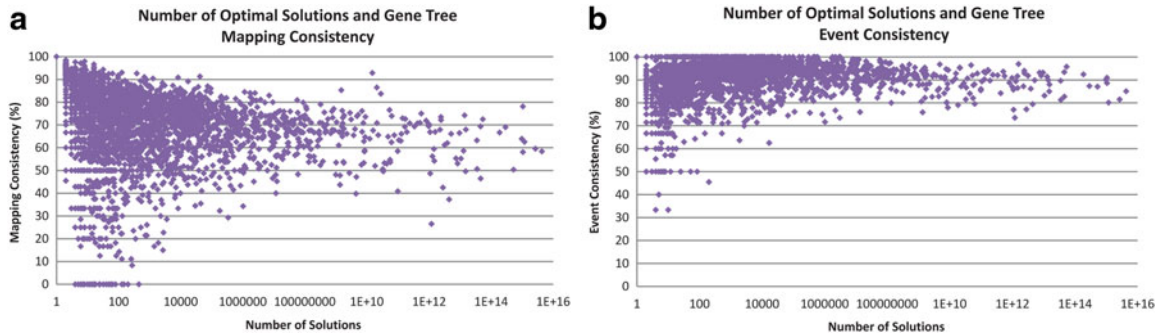 a
Number of Optimal Solutions and Gene Tree
Mapping Consistency
Mapping Consistency (%)
100
90
80
70
60
50
40
30
20
10
0
1 100 10000 1000000 100000000 1E+10 1E+12 1E+14 1E+16
Number of Solutions
b
Number of Optimal Solutions and Gene Tree
Event Consistency
Event Consistency (%)
100
90
80
70
60
50
40
30
20
10
0
1 100 10000 1000000 100000000 1E+10 1E+12 1E+14 1E+16
Number of Solutions